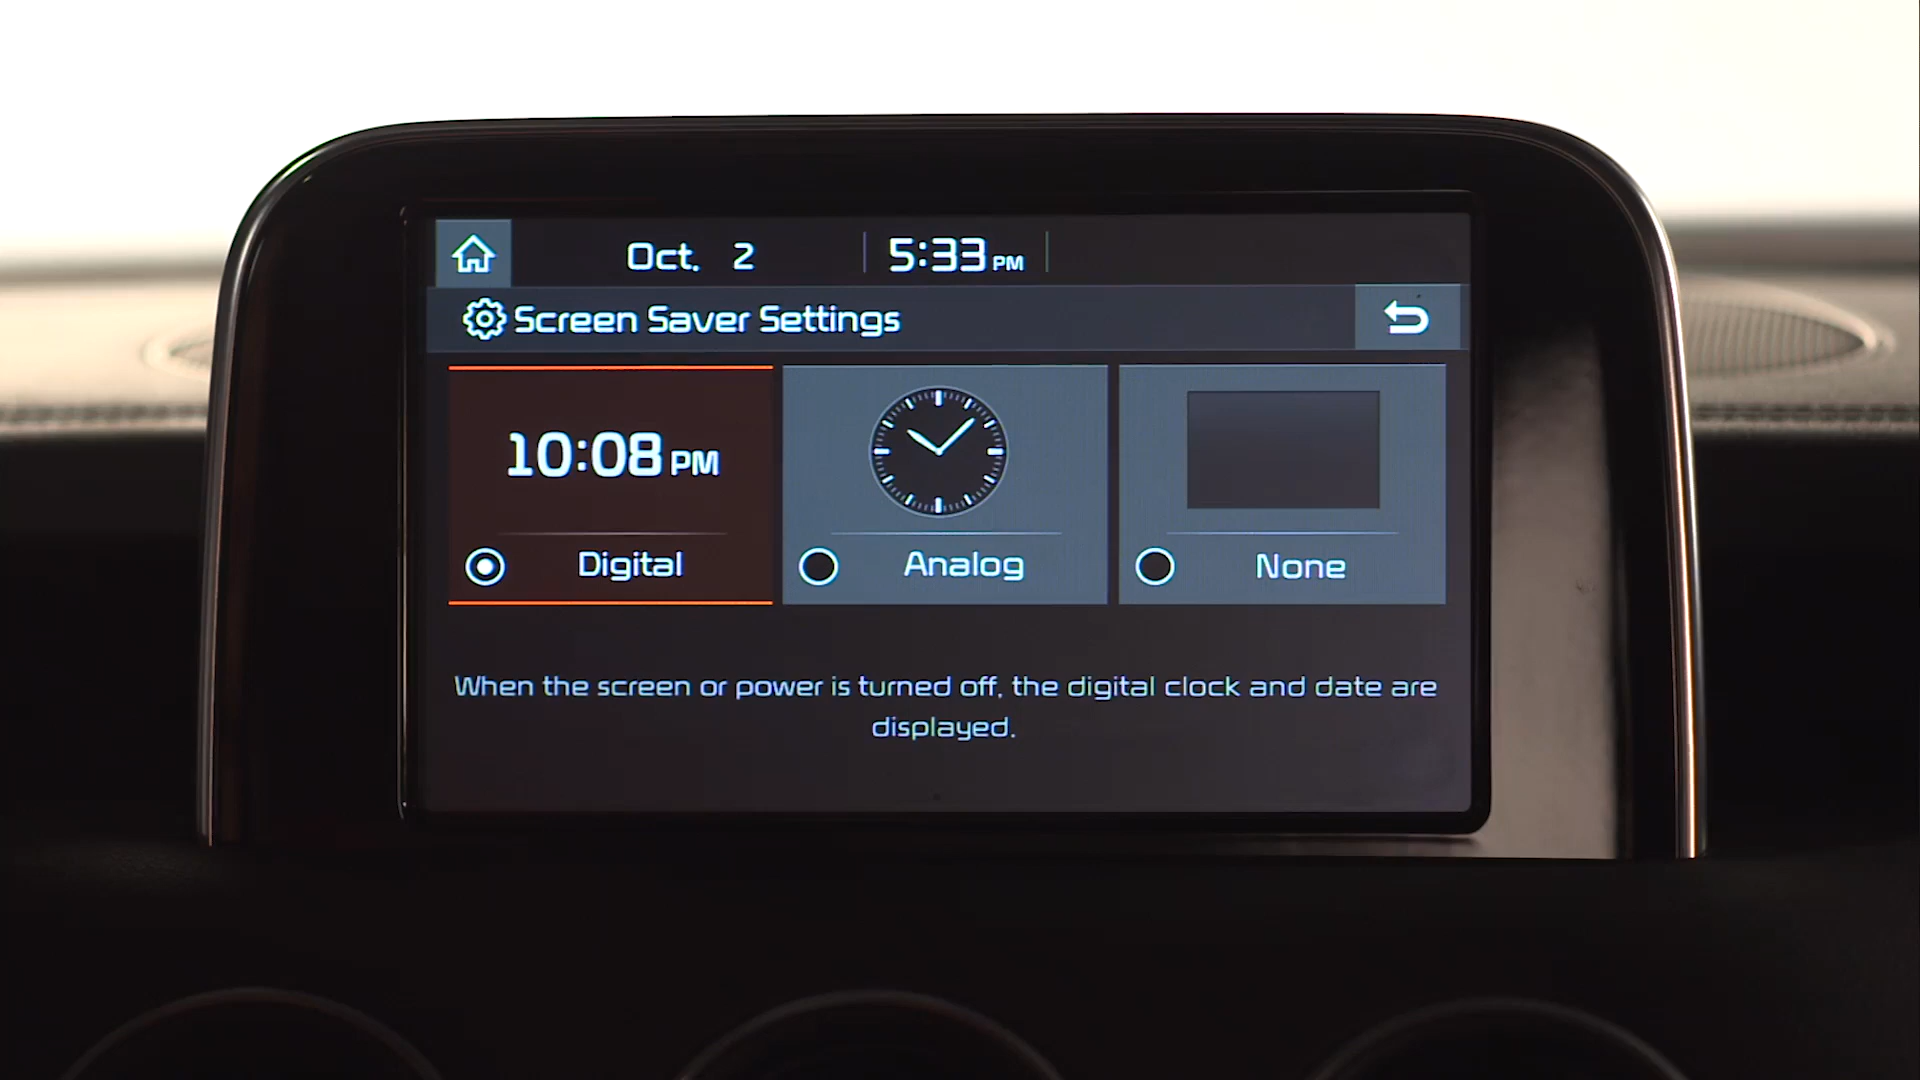 Oct. 2 5:33 PM
Screen Saver Settings
10:08 PM
Digital
Analog
None
When the screen or power is turned off, the digital clock and date are
displayed.